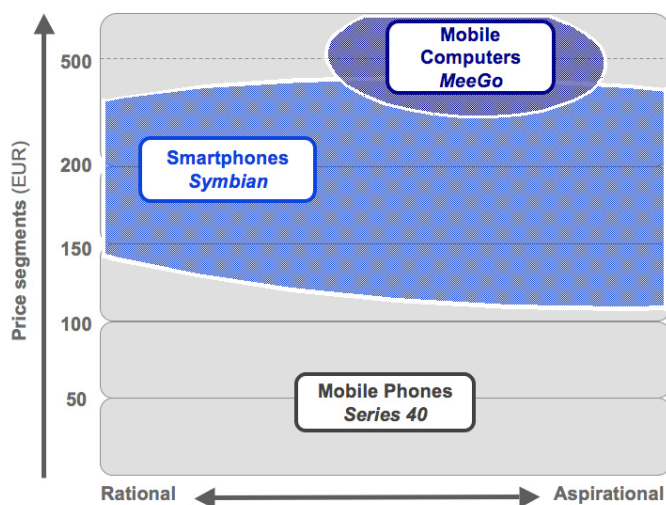 Mobile
Computers
MeeGo
500
Smartphones
Symbian
200
150
Price segments (EUR)
100
Mobile Phones
Series 40
50
Rational
Aspirational